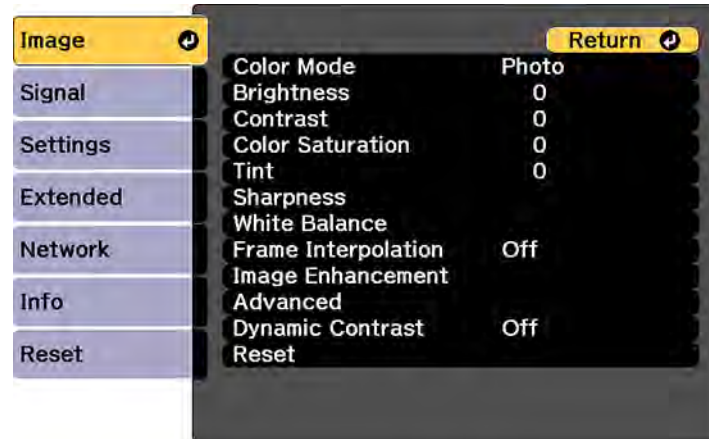 Image
Signal
Settings
Extended
Network
Info
Reset
Return
Color Mode Photo
Brightness 0
Contrast 0
Color Saturation 0
Tint 0
Sharpness
White Balance
Frame Interpolation Off
Image Enhancement
Advanced
Dynamic Contrast Off
Reset